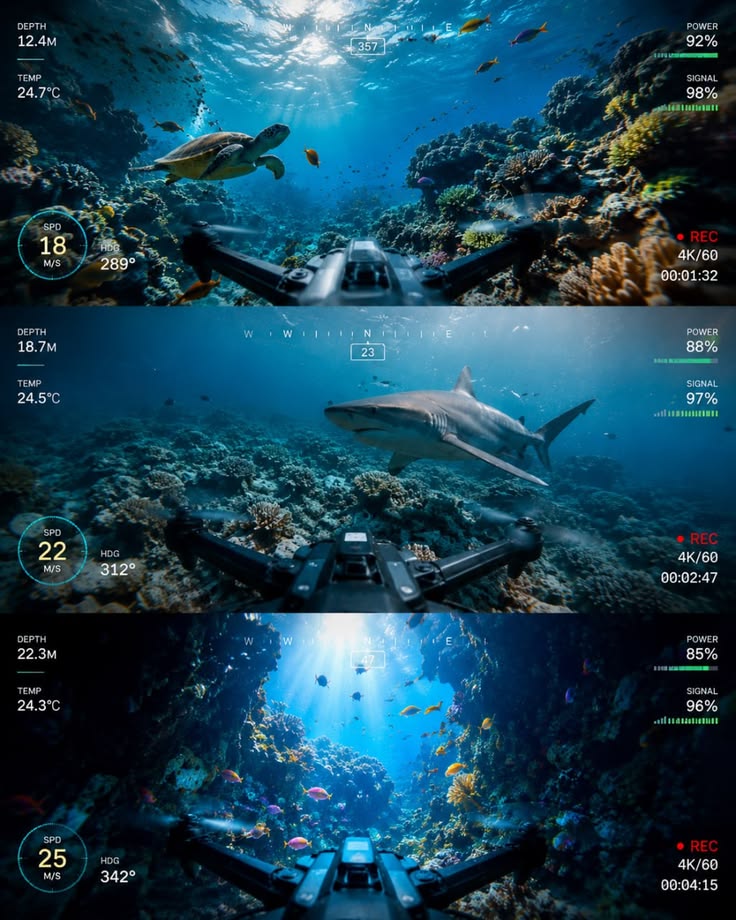 DEPTH
12.4M
TEMP
24.7°C
W W N E
357
POWER
92%
SIGNAL
98%
SPD
18
M/S
HDG
289°
REC
4K/60
00:01:32
DEPTH
18.7M
TEMP
24.5°C
W W N E
23
POWER
88%
SIGNAL
97%
SPD
22
M/S
HDG
312°
REC
4K/60
00:02:47
DEPTH
22.3M
TEMP
24.3°C
W W N E
47
POWER
85%
SIGNAL
96%
SPD
25
M/S
HDG
342°
REC
4K/60
00:04:15